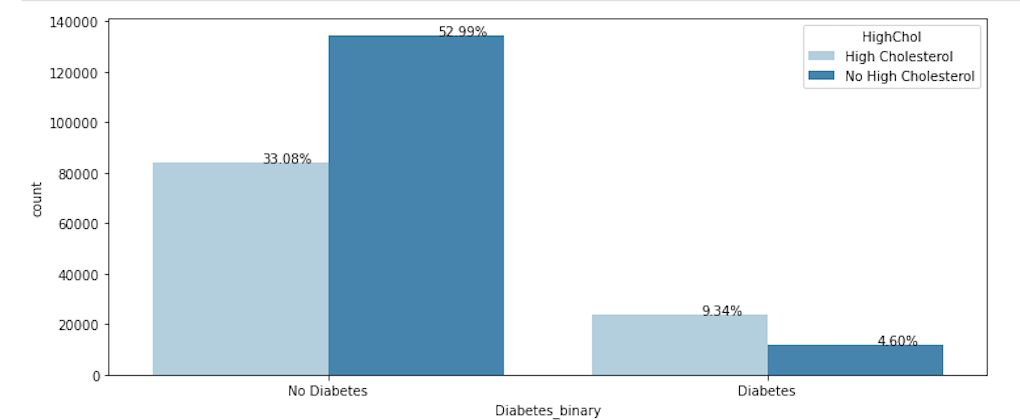 140000
120000
100000
80000
60000
40000
20000
0
count
52.99%
33.08%
9.34%
4.60%
HighChol
High Cholesterol
No High Cholesterol
No Diabetes
Diabetes
Diabetes_binary